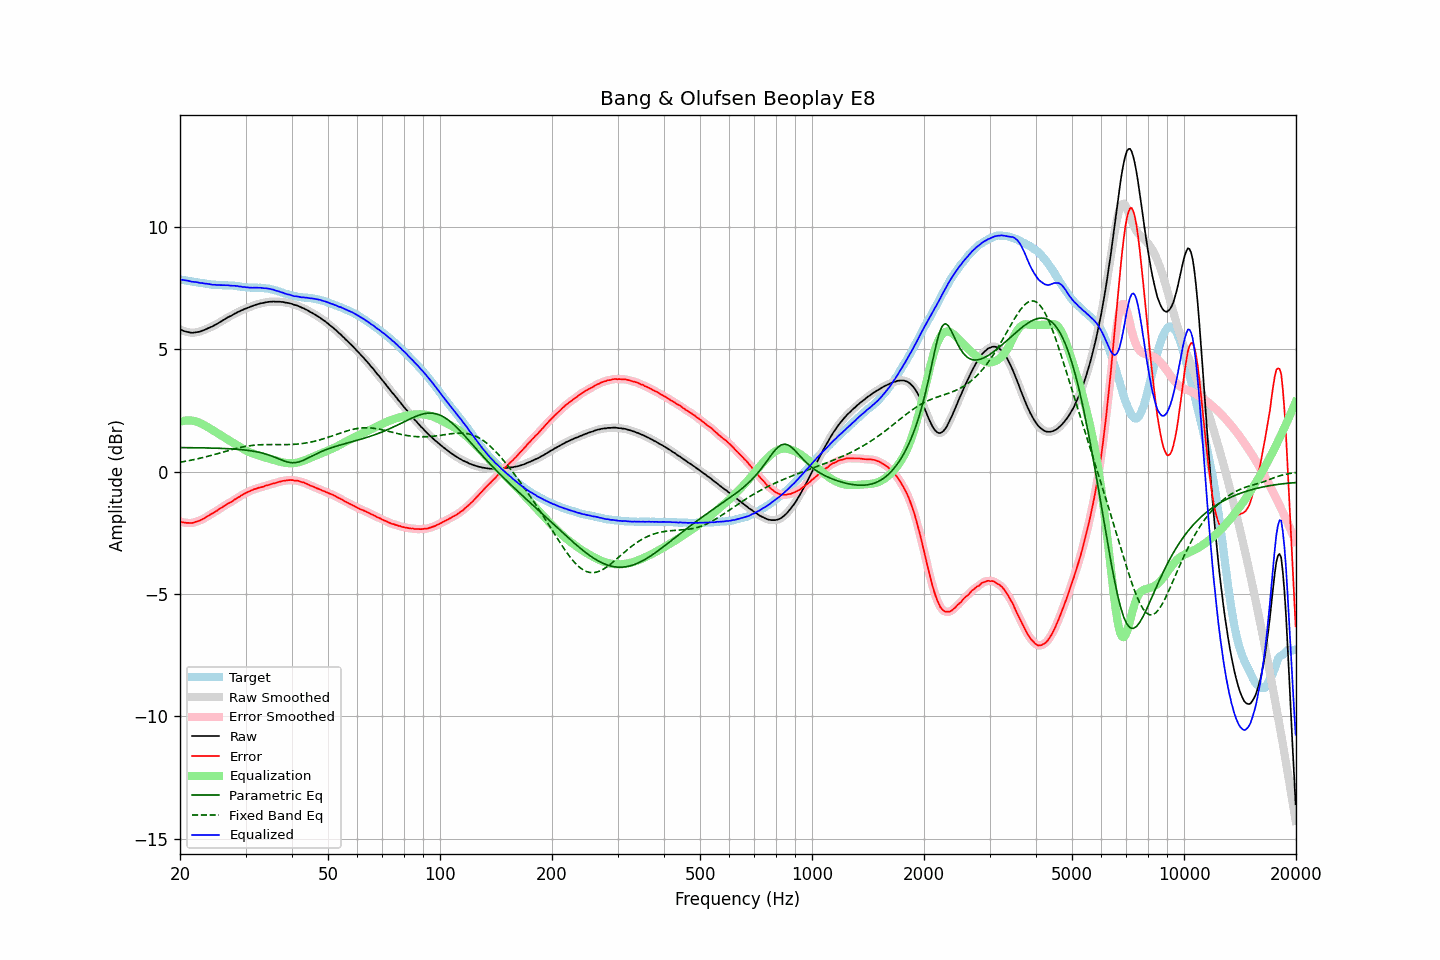 Bang & Olufsen Beoplay E8
Amplitude (dBr)
10
5
0
−5
−10
−15
Target
Raw Smoothed
Error Smoothed
Raw
Error
Equalization
Parametric Eq
Fixed Band Eq
Equalized
20 50 100 200 500 1000 2000 5000 10000 20000
Frequency (Hz)